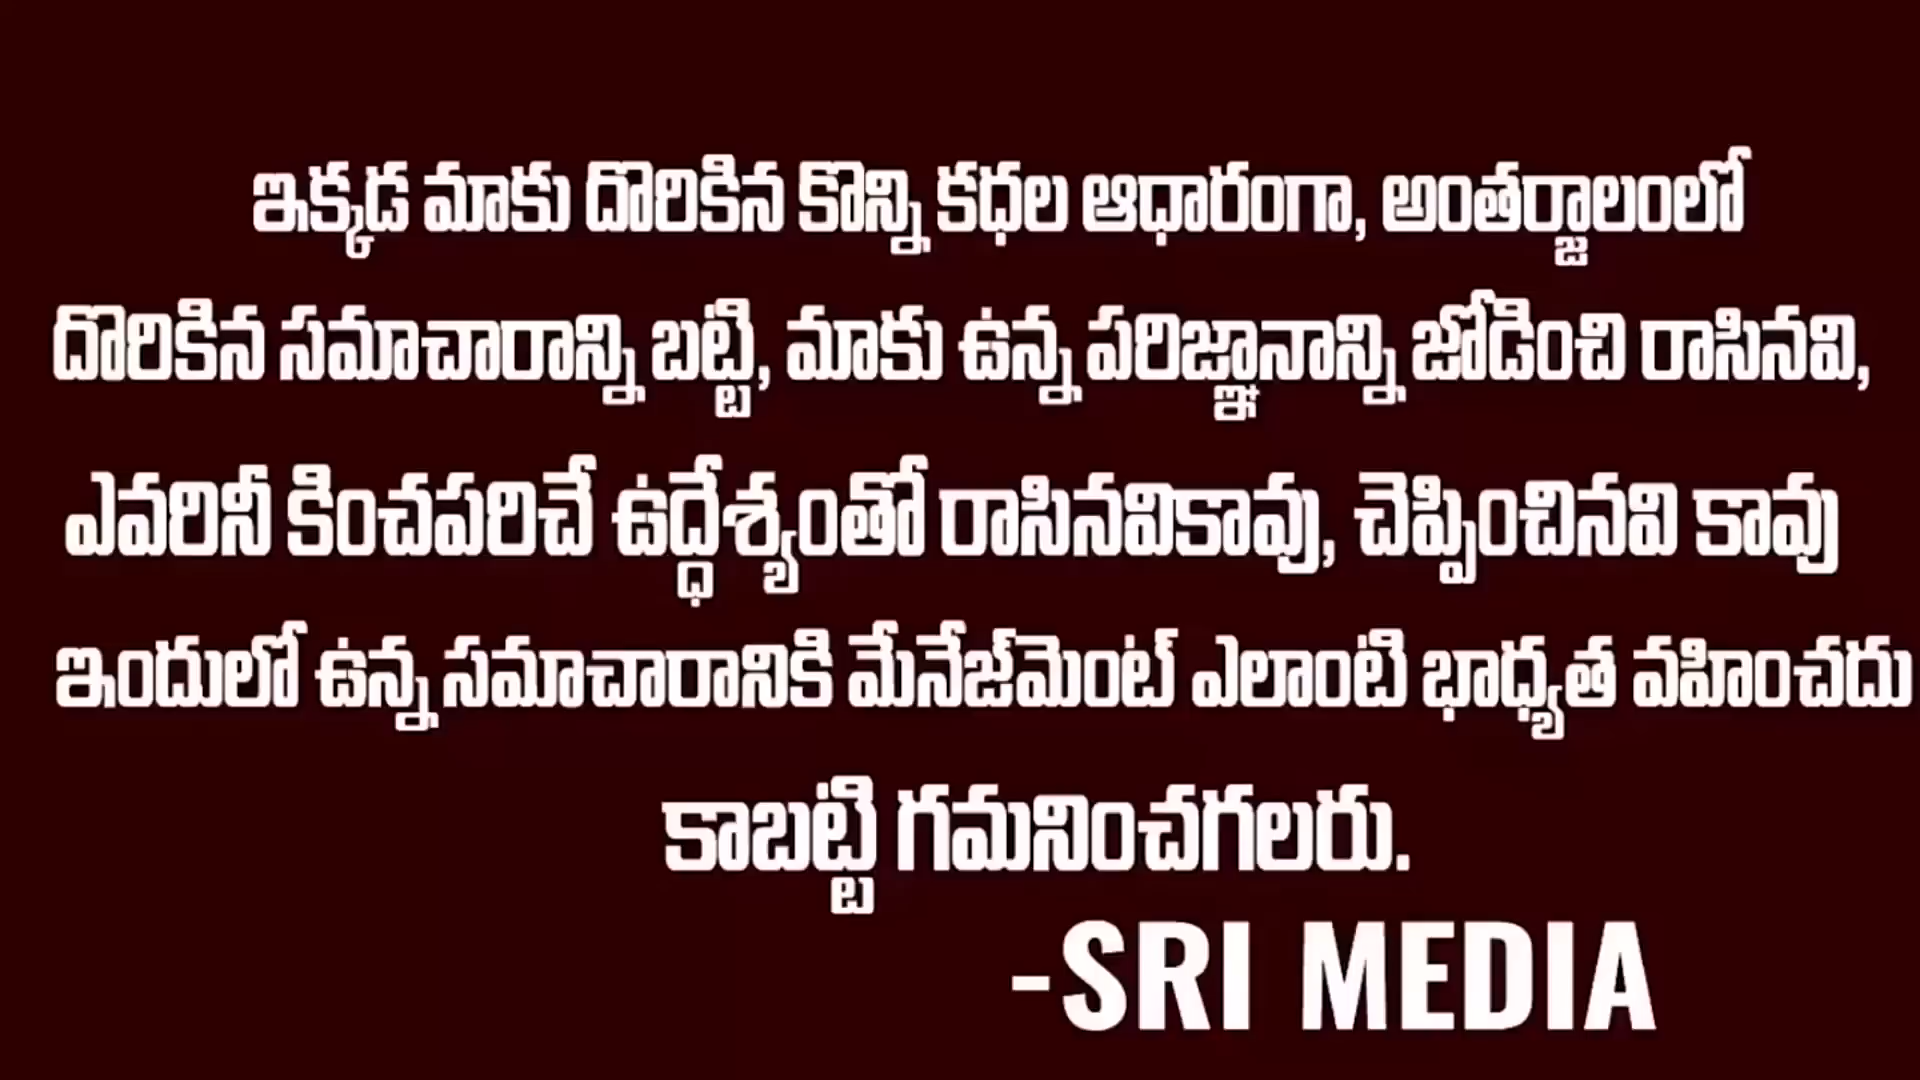 ఇక్కడ మాకు దొరికిన కొన్ని కధల ఆధారంగా, అంతర్జాలంలో
దొరికిన సమాచారాన్ని బట్టి, మాకు ఉన్న పరిజ్ఞానాన్ని జోడించి రాసినవి,
ఎవరినీ కించపరిచే ఉద్ధేశ్యంతో రాసినవికావు, చెప్పించినవి కావు
ఇందులో ఉన్న సమాచారానికి మేనేజ్‌మెంట్ ఎలాంటి భాధ్యత వహించదు
కాబట్టి గమనించగలరు.
-SRI MEDIA